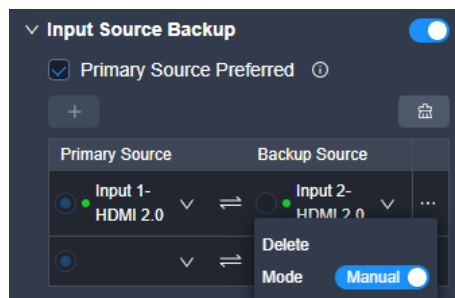 Input Source Backup
Primary Source Preferred
Primary Source Backup Source
Input 1- Input 2-
HDMI 2.0 HDMI 2.0
Delete
Mode Manual